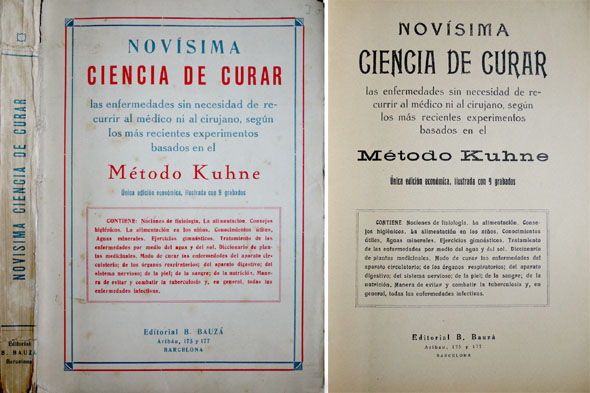 NOVÍSIMA CIENCIA DE CURAR
Editorial
B. BAUZÁ
Barcelona
NOVÍSIMA
CIENCIA DE CURAR
las enfermedades sin necesidad de re-
currir al médico ni al cirujano, según
los más recientes experimentos
basados en el
Método Kuhne
Única edición económica, ilustrada con 9 grabados
CONTIENE: Nociones de fisiología. La alimentación. Consejos
higiénicos. La alimentación en los niños. Conocimientos útiles,
Aguas minerales. Ejercicios gimnásticos. Tratamiento de las
enfermedades por medio del agua y del sol. Diccionario de plan-
tas medicinales. Modo de curar las enfermedades del aparato cir-
culatorio; de los órganos respiratorios; del aparato digestivo; del
sistema nervioso; de la piel; de la sangre; de la nutrición. Mane-
ra de evitar y combatir la tuberculosis y, en general, todas las
enfermedades infectivas.
Editorial B. BAUZÁ
Aribau, 175 y 177
BARCELONA
NOVÍSIMA
CIENCIA DE CURAR
las enfermedades sin necesidad de re-
currir al médico ni al cirujano, según
los más recientes experimentos
basados en el
Método Kuhne
Única edición económica, ilustrada con 9 grabados
CONTIENE: Nociones de fisiología. La alimentación. Conse-
jos higiénicos. La alimentación en los niños. Conocimientos
útiles, Aguas minerales. Ejercicios gimnásticos. Tratamiento
de las enfermedades por medio del agua y del sol. Diccionario
de plantas medicinales. Modo de curar las enfermedades del aparato
circulatorio; de los órganos respiratorios; del aparato
digestivo; del sistema nervioso; de la piel; de la sangre; de la
nutrición. Manera de evitar y combatir la tuberculosis y, en
general, todas las enfermedades infectivas.
Editorial B. BAUZÁ
Aribau, 175 y 177
BARCELONA